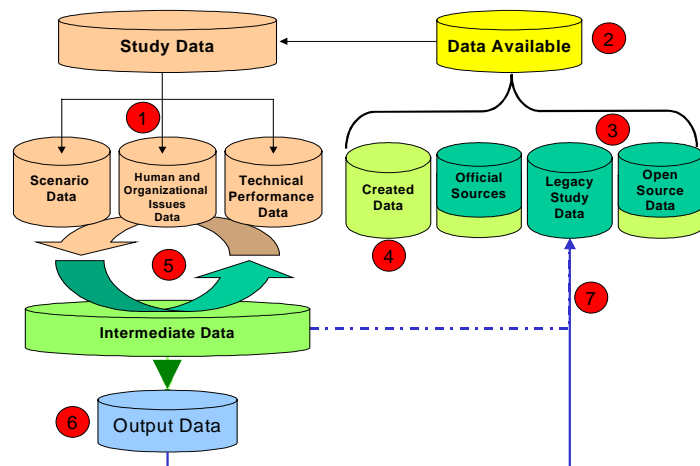 Study Data
Data Available
2
1
3
Scenario
Data
Human and
Organizational
Issues
Data
Technical
Performance
Data
Created
Data
Official
Sources
Legacy
Study
Data
Open
Source
Data
4
5
7
Intermediate Data
6
Output Data